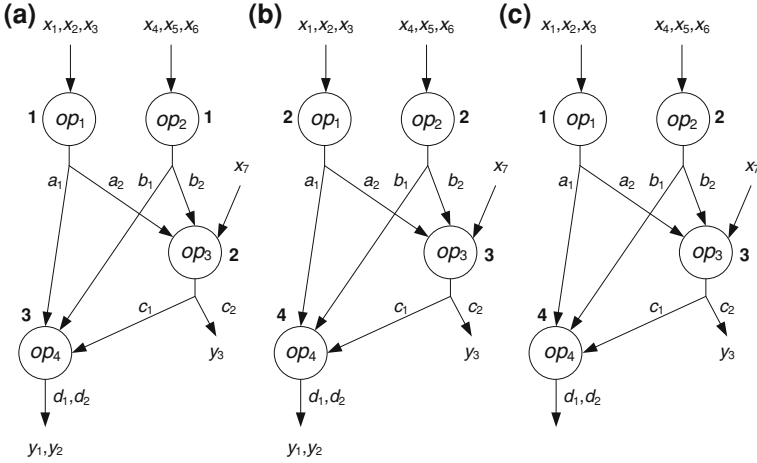 (a)
x₁,x₂,x₃
x₄,x₅,x₆
1
op₁
op₂
1
a₁
a₂
b₁
b₂
x₇
op₃
2
3
c₁
c₂
op₄
y₃
d₁,d₂
y₁,y₂
(b)
x₁,x₂,x₃
x₄,x₅,x₆
2
op₁
op₂
2
a₁
a₂
b₁
b₂
x₇
op₃
3
4
c₁
c₂
op₄
y₃
d₁,d₂
y₁,y₂
(c)
x₁,x₂,x₃
x₄,x₅,x₆
1
op₁
op₂
2
a₁
a₂
b₁
b₂
x₇
op₃
3
4
c₁
c₂
op₄
y₃
d₁,d₂